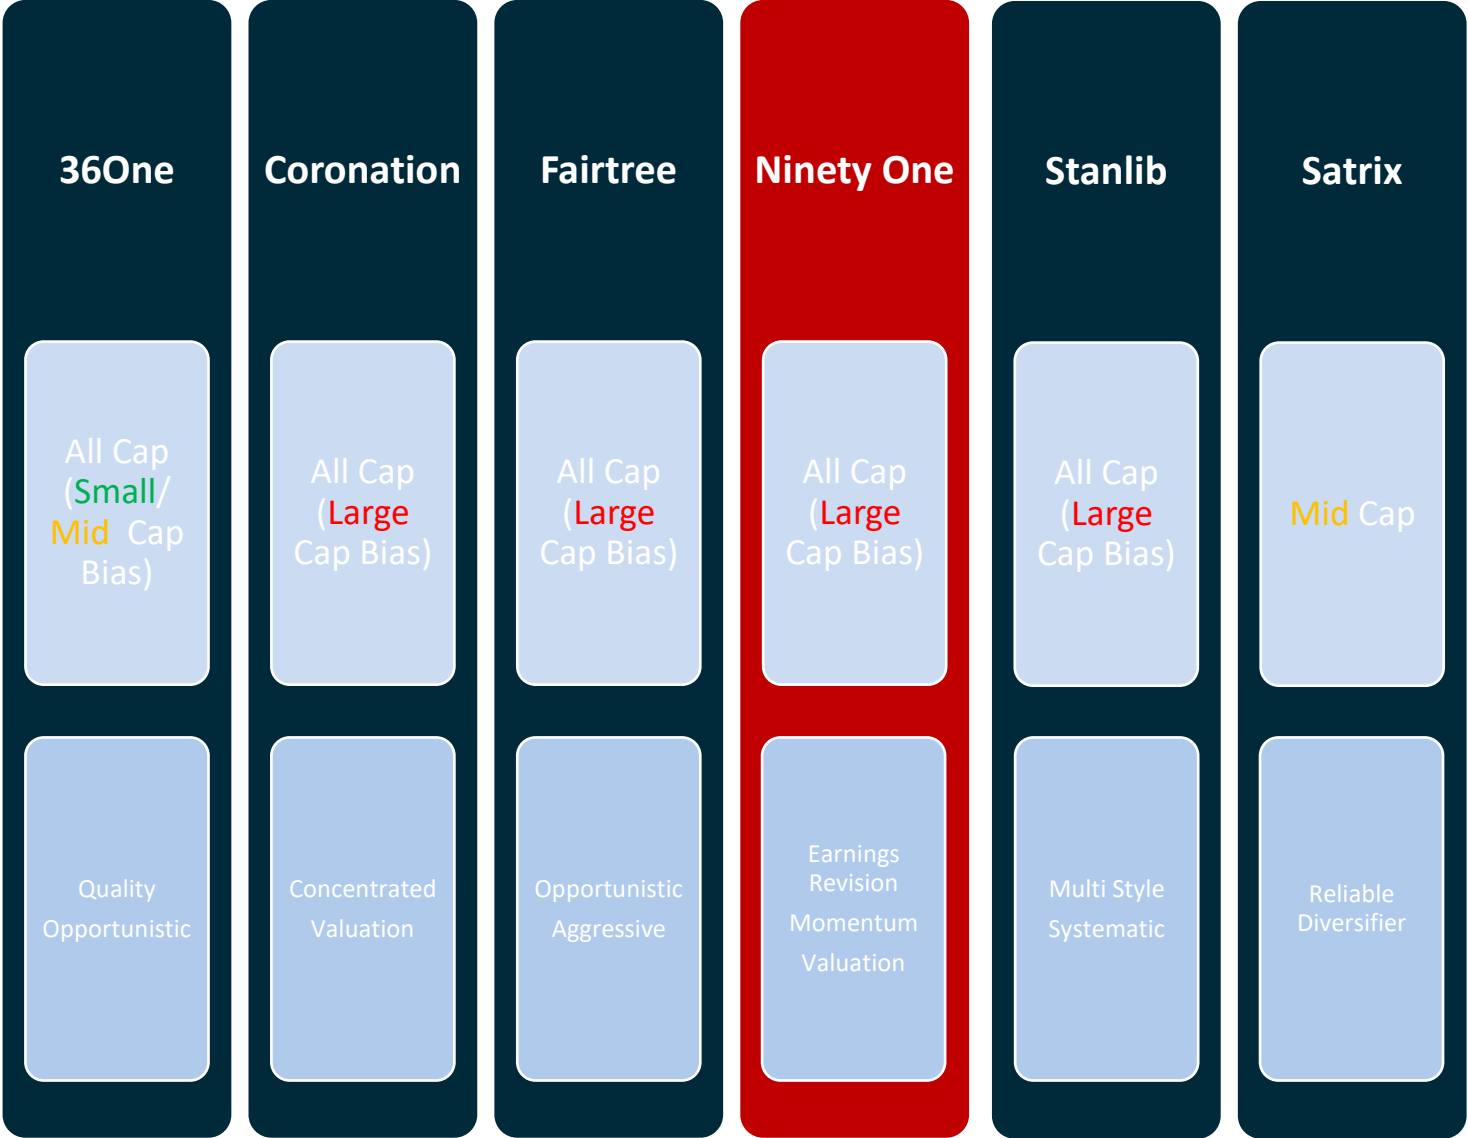 36One
All Cap
(Small/
Mid  Cap
Bias)
Quality
Opportunistic
Coronation
All Cap
(Large
Cap Bias)
Concentrated
Valuation
Fairtree
All Cap
(Large
Cap Bias)
Opportunistic
Aggressive
Ninety One
All Cap
(Large
Cap Bias)
Earnings
Revision
Momentum
Valuation
Stanlib
All Cap
(Large
Cap Bias)
Multi Style
Systematic
Satrix
Mid Cap
Reliable
Diversifier